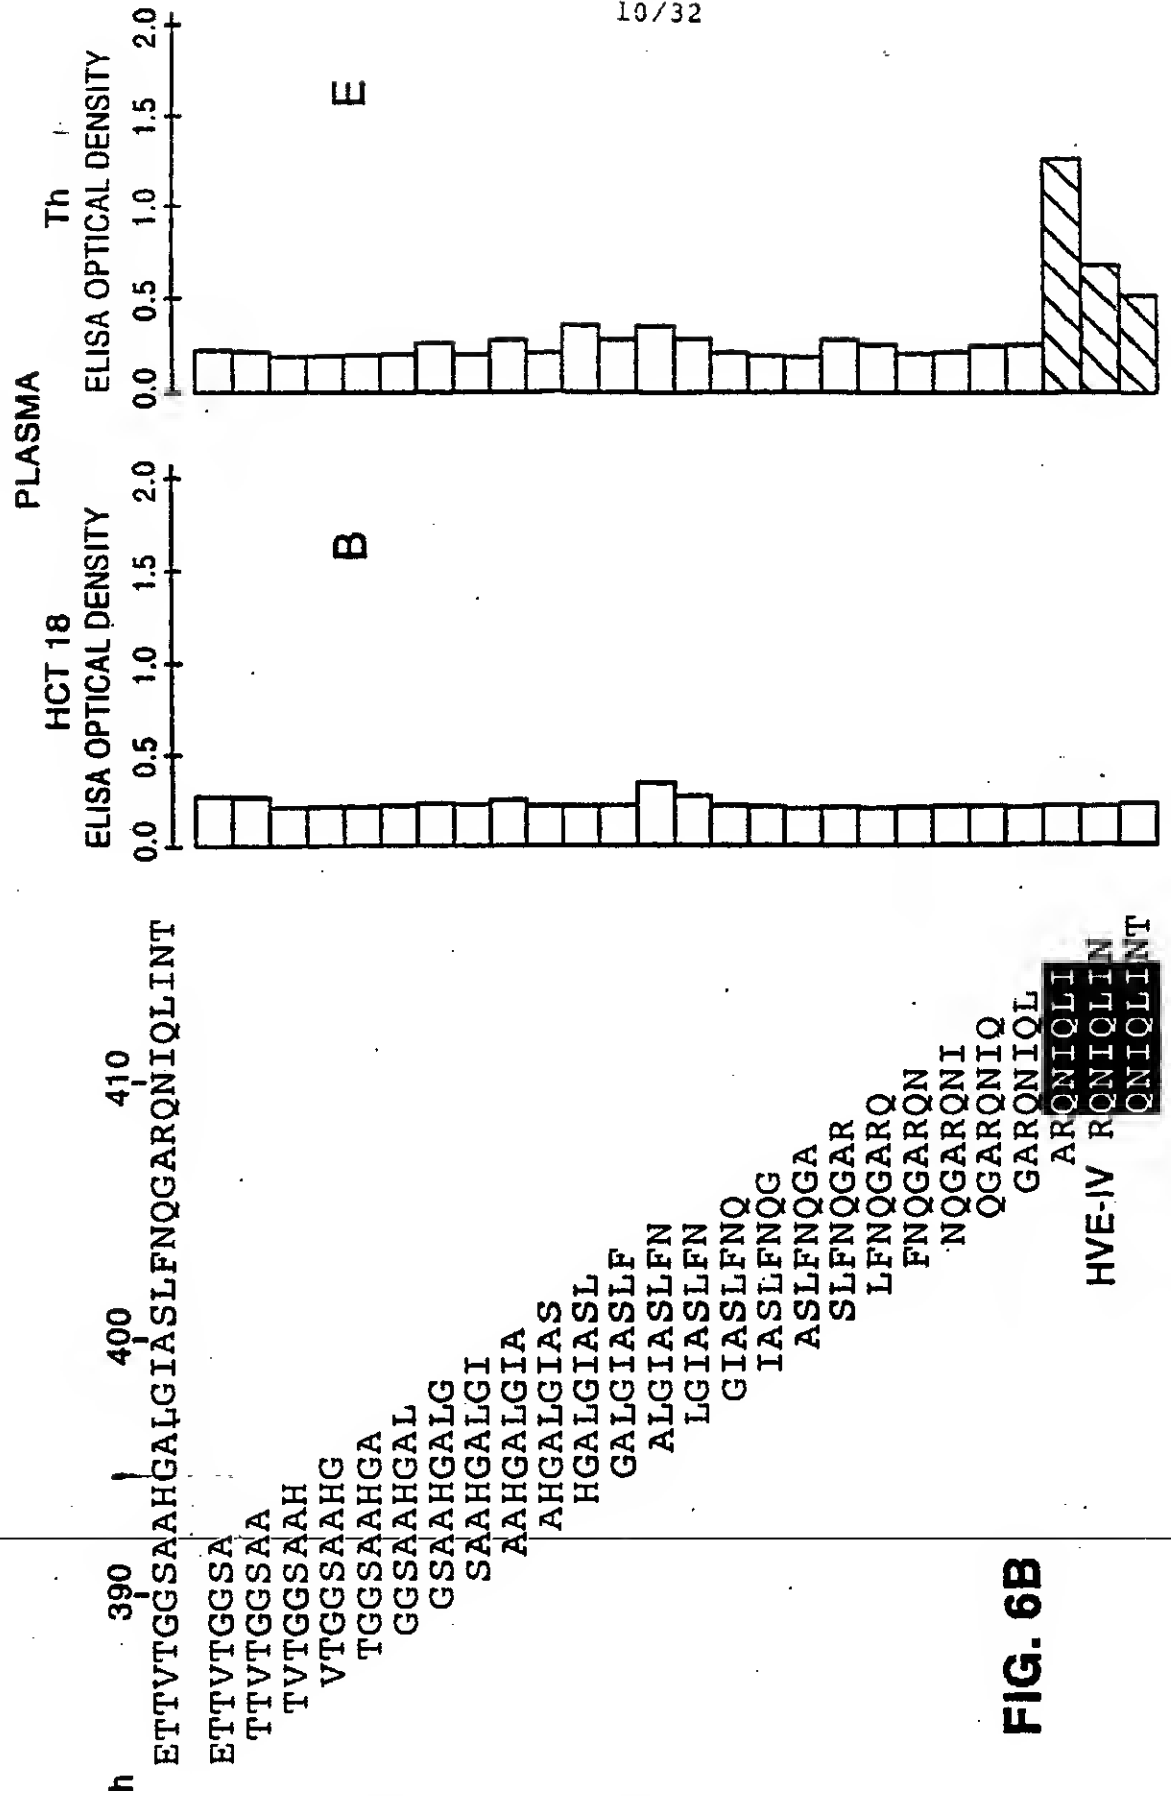 10/32
PLASMA
HCT 18
Th
ELISA OPTICAL DENSITY
ELISA OPTICAL DENSITY
h
390
400
410
0.0 0.5 1.0 1.5 2.0
0.0 0.5 1.0 1.5 2.0
ETTVTGGSAAHGALGIASLFNQGARQNIQLINT
ETTVTGGSA
TTVTGGSAA
TVTGGSAAH
VTGGSAAHG
B
E
TGGSAAHGA
GGSAAHGAL
GSAAHGALG
SAAHGALGI
AAHGALGIA
AHGALGIAS
HGALGIASL
GALGIASLF
ALGIASLFN
LGIASLFN
GIASLFNQ
IASLFNQG
ASLFNQGA
SLFNQGAR
LFNQGARQ
FNQGARQN
NQGARQNI
QGARQNIQ
GARQNIQL
ARQNIQLI
HVE-IV RQNIQLIN
QNIQLINT
FIG. 6B